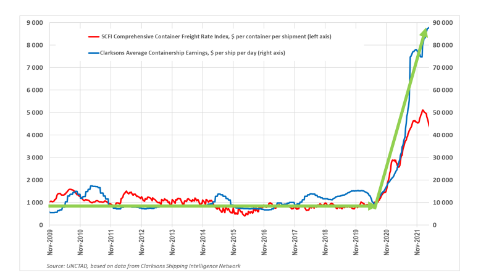 9 000
8 000
7 000
6 000
5 000
4 000
3 000
2 000
1 000
0
SCFI Comprehensive Container Freight Rate Index, $ per container per shipment (left axis)
Clarksons Average Containership Earnings, $ per ship per day (right axis)
90 000
80 000
70 000
60 000
50 000
40 000
30 000
20 000
10 000
0
Nov-2009
Nov-2010
Nov-2011
Nov-2012
Nov-2013
Nov-2014
Nov-2015
Nov-2016
Nov-2017
Nov-2018
Nov-2019
Nov-2020
Nov-2021
Source: UNCTAD, based on data from Clarksons Shipping Intelligence Network